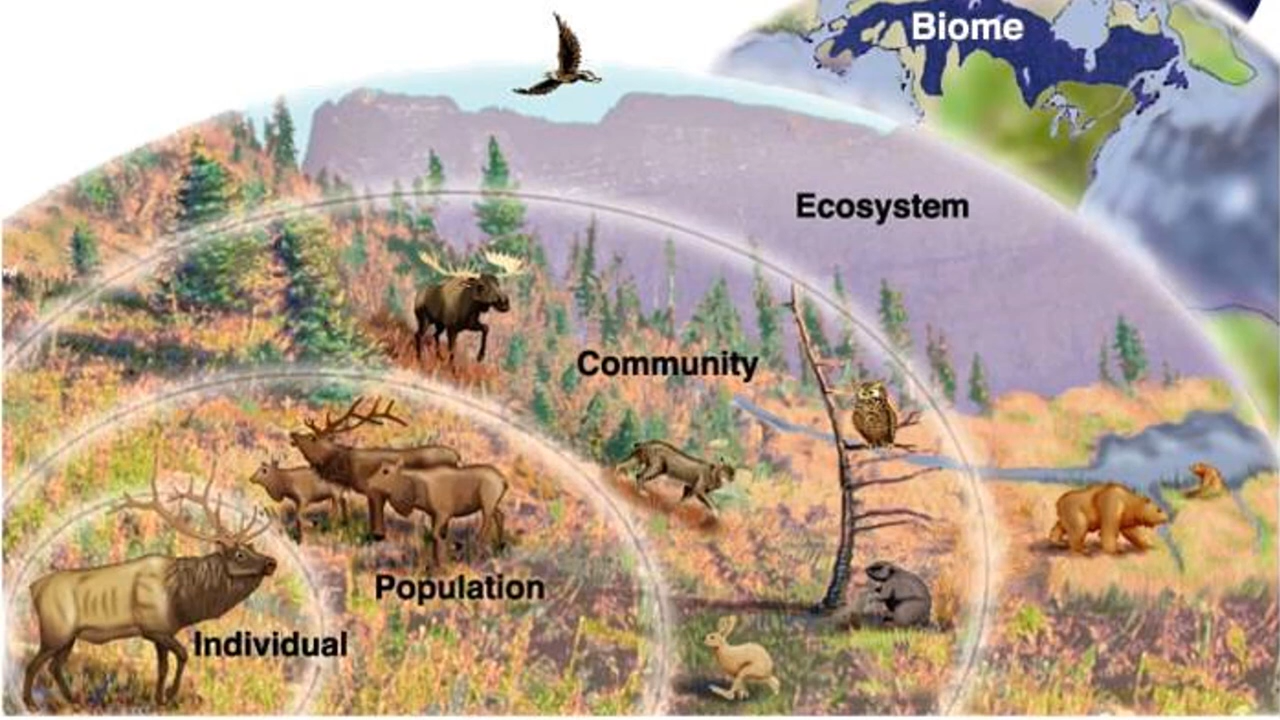 Biome
Ecosystem
Community
Population
Individual